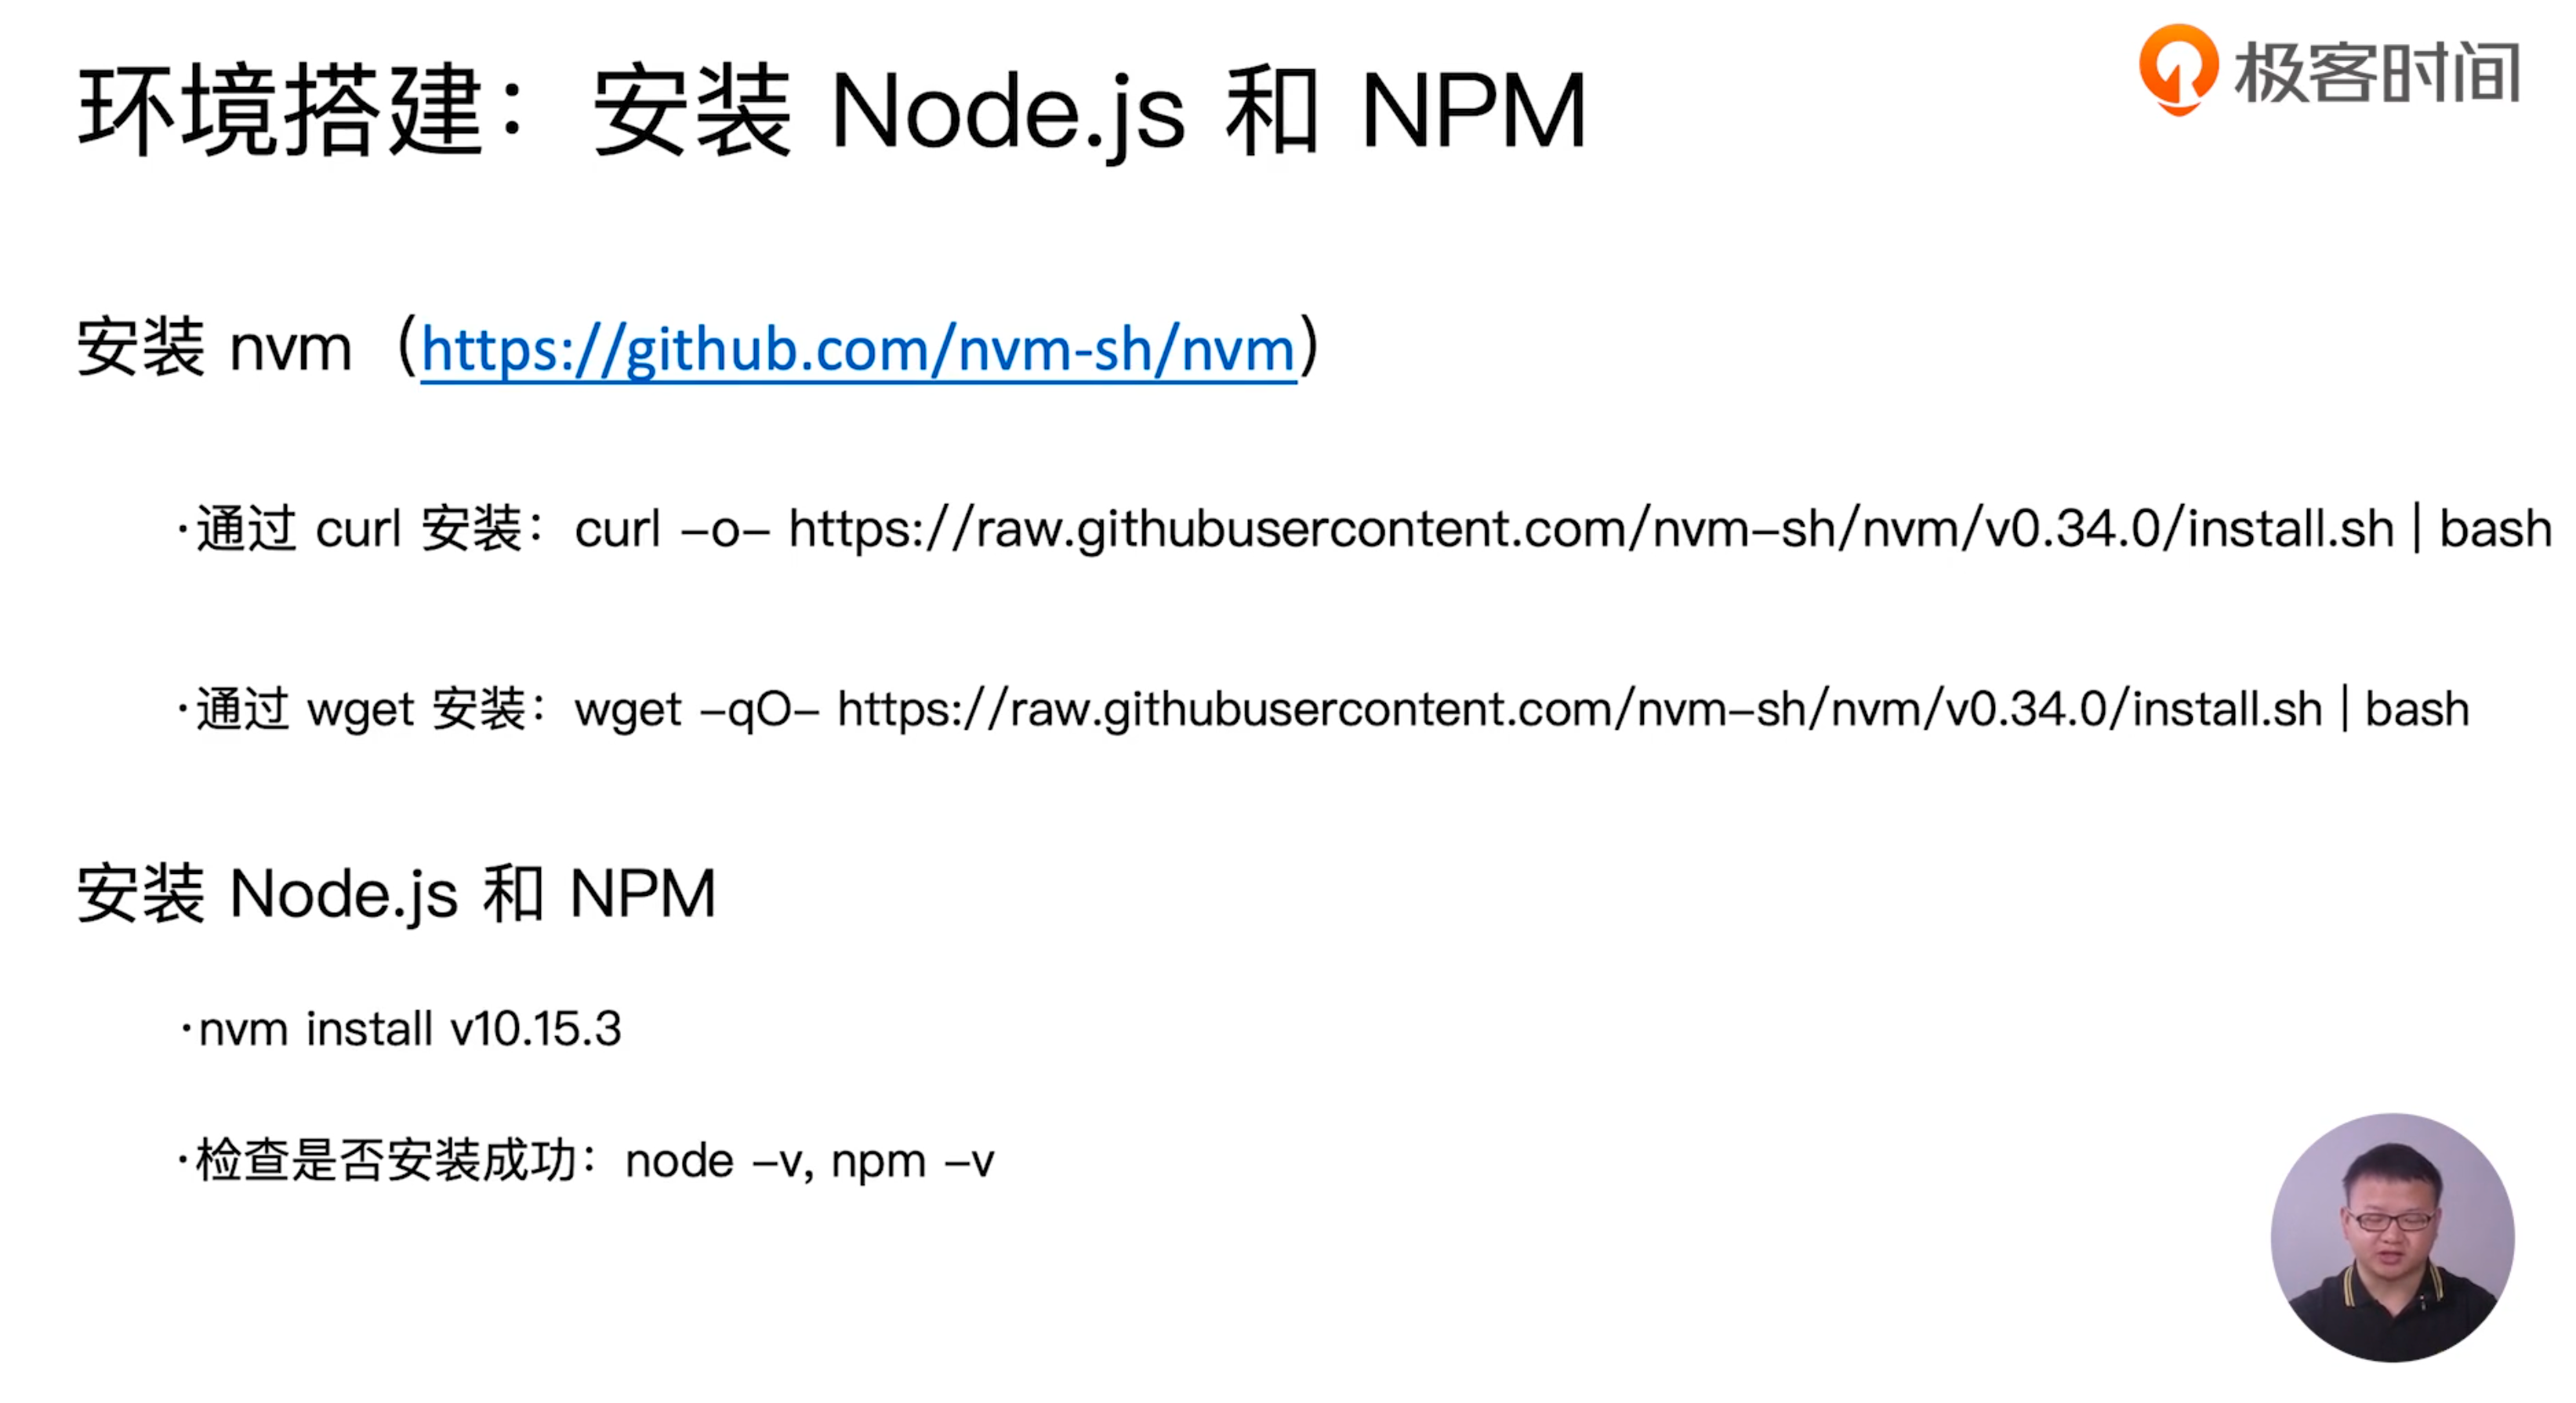 环境搭建：安装 Node.js 和 NPM
极客时间
安装 nvm（https://github.com/nvm-sh/nvm）
·通过 curl 安装：curl –o– https://raw.githubusercontent.com/nvm–sh/nvm/v0.34.0/install.sh | bash
·通过 wget 安装：wget –qO– https://raw.githubusercontent.com/nvm–sh/nvm/v0.34.0/install.sh | bash
安装 Node.js 和 NPM
·nvm install v10.15.3
·检查是否安装成功：node –v, npm –v